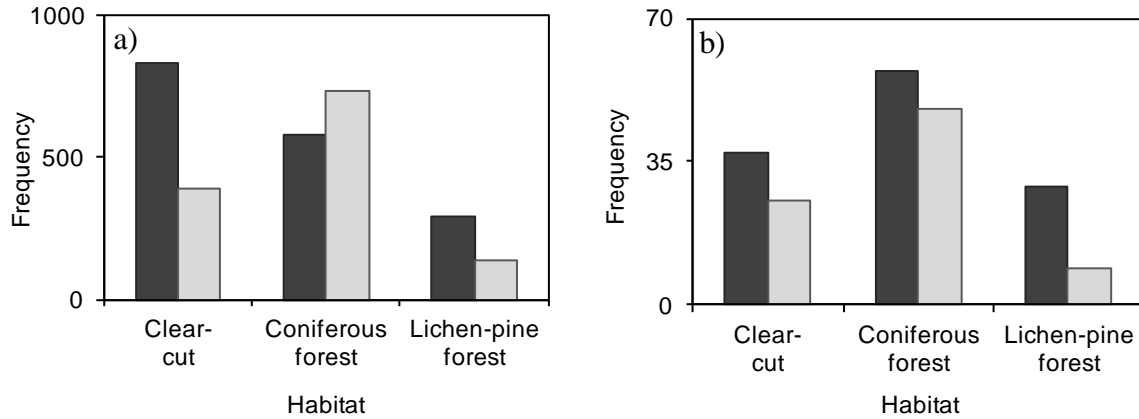 a)
1000
500
0
Frequency
Clear-
cut
Coniferous
forest
Lichen-pine
forest
Habitat
b)
70
35
0
Frequency
Clear-
cut
Coniferous
forest
Lichen-pine
forest
Habitat